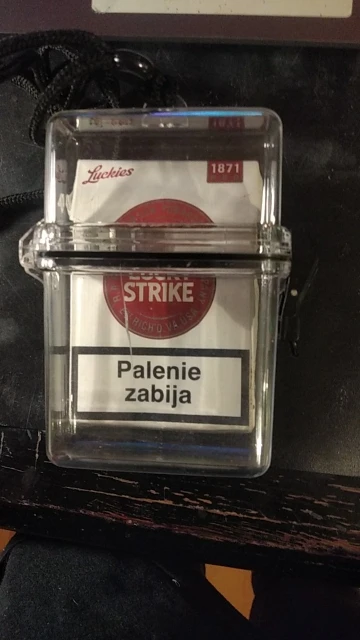 Luckies
1871
LUCKY
STRIKE
Palenie
zabija